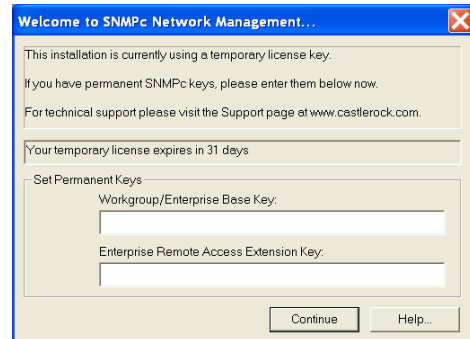 Welcome to SNMPc Network Management...
This installation is currently using a temporary license key.
If you have permanent SNMPc keys, please enter them below now.
For technical support please visit the Support page at www.castlerock.com.
Your temporary license expires in 31 days
Set Permanent Keys
Workgroup/Enterprise Base Key:
Enterprise Remote Access Extension Key:
Continue Help...